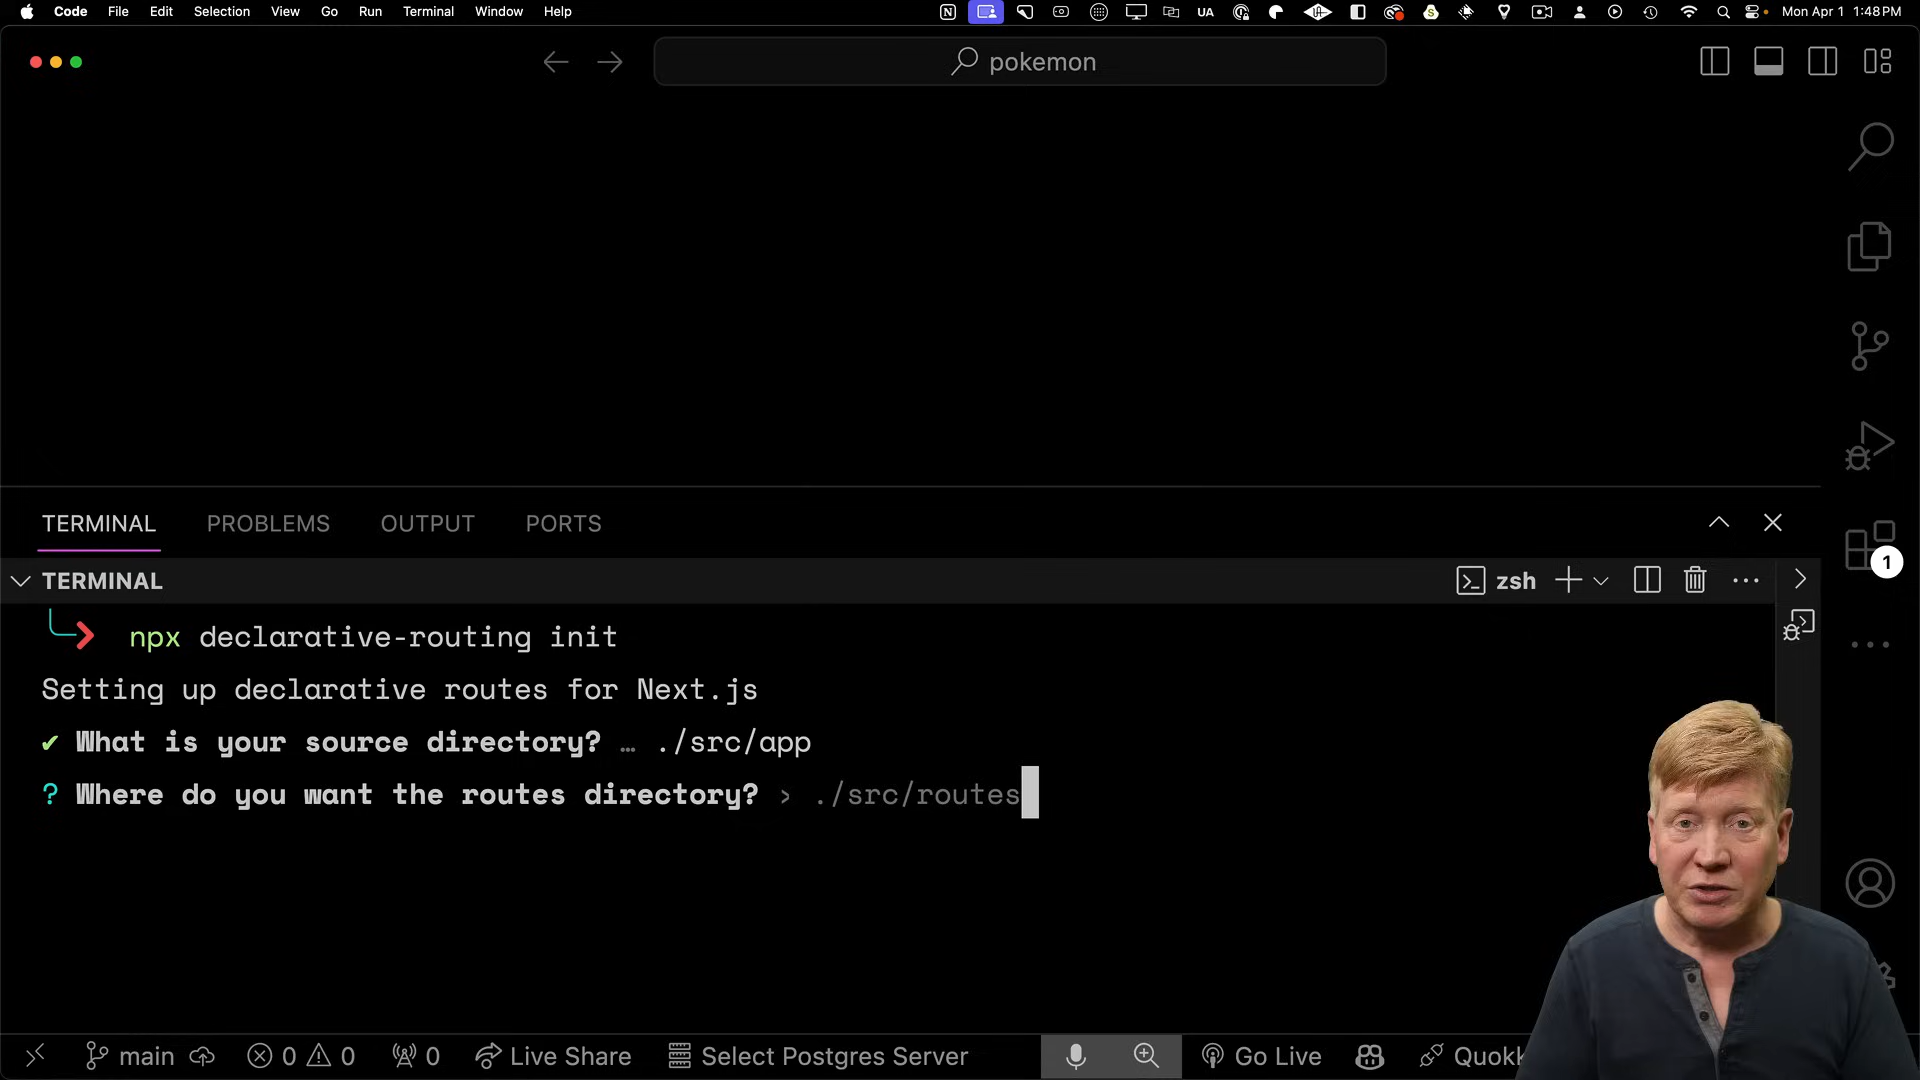 Code File Edit Selection View Go Run Terminal Window Help UA Mon Apr 1 1:48 PM
pokemon
TERMINAL PROBLEMS OUTPUT PORTS
1
TERMINAL zsh
npx declarative-routing init
Setting up declarative routes for Next.js
✔ What is your source directory? … ./src/app
? Where do you want the routes directory? › ./src/routes
main 0 0 0 Live Share Select Postgres Server Go Live Quokk